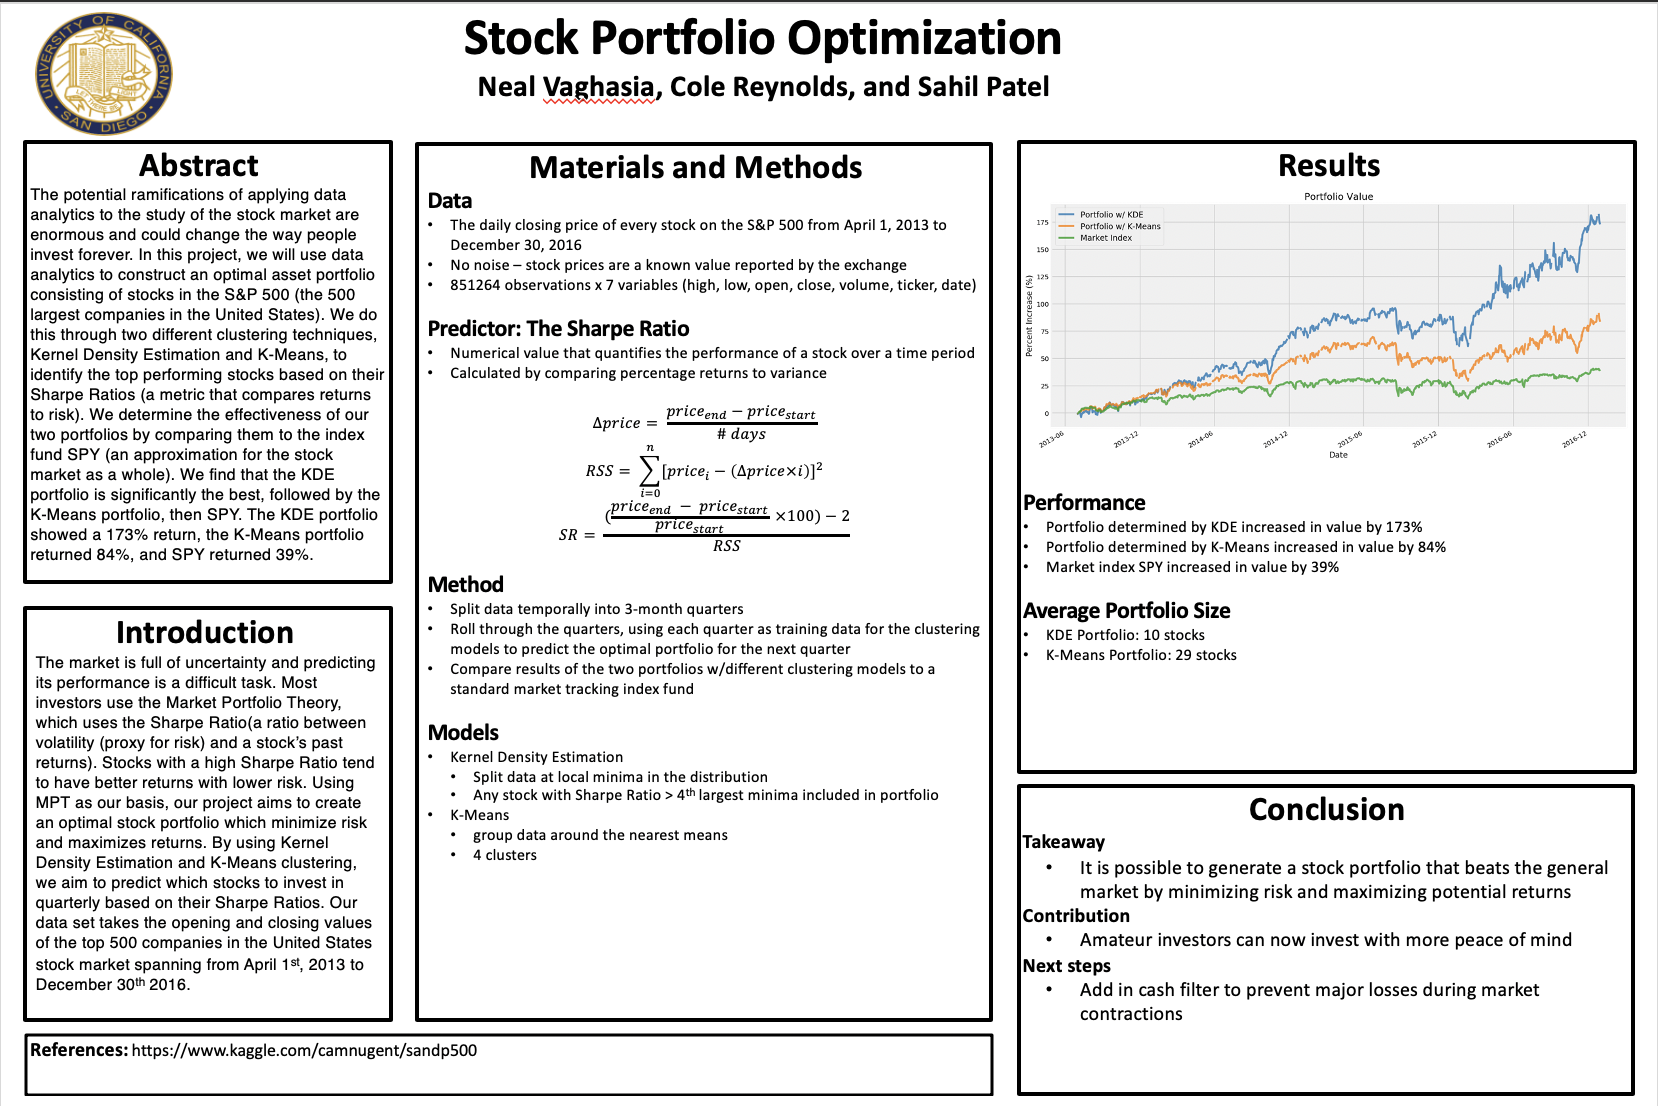 UNIVERSITY OF CALIFORNIA
LET THERE BE LIGHT
SAN DIEGO
Stock Portfolio Optimization
Neal Vaghasia, Cole Reynolds, and Sahil Patel
Abstract
The potential ramifications of applying data
analytics to the study of the stock market are
enormous and could change the way people
invest forever. In this project, we will use data
analytics to construct an optimal asset portfolio
consisting of stocks in the S&P 500 (the 500
largest companies in the United States). We do
this through two different clustering techniques,
Kernel Density Estimation and K-Means, to
identify the top performing stocks based on their
Sharpe Ratios (a metric that compares returns
to risk). We determine the effectiveness of our
two portfolios by comparing them to the index
fund SPY (an approximation for the stock
market as a whole). We find that the KDE
portfolio is significantly the best, followed by the
K-Means portfolio, then SPY. The KDE portfolio
showed a 173% return, the K-Means portfolio
returned 84%, and SPY returned 39%.
Introduction
The market is full of uncertainty and predicting
its performance is a difficult task. Most
investors use the Market Portfolio Theory,
which uses the Sharpe Ratio(a ratio between
volatility (proxy for risk) and a stock's past
returns). Stocks with a high Sharpe Ratio tend
to have better returns with lower risk. Using
MPT as our basis, our project aims to create
an optimal stock portfolio which minimize risk
and maximizes returns. By using Kernel
Density Estimation and K-Means clustering,
we aim to predict which stocks to invest in
quarterly based on their Sharpe Ratios. Our
data set takes the opening and closing values
of the top 500 companies in the United States
stock market spanning from April 1st, 2013 to
December 30th 2016.
References: https://www.kaggle.com/camnugent/sandp500
Materials and Methods
Data
• The daily closing price of every stock on the S&P 500 from April 1, 2013 to
December 30, 2016
• No noise – stock prices are a known value reported by the exchange
• 851264 observations x 7 variables (high, low, open, close, volume, ticker, date)
Predictor: The Sharpe Ratio
• Numerical value that quantifies the performance of a stock over a time period
• Calculated by comparing percentage returns to variance
Δprice = (price_end − price_start) / # days
RSS = ∑_{i=0}^{n} [price_i − (Δprice×i)]²
SR = ((price_end − price_start / price_start ×100) − 2) / RSS
Method
• Split data temporally into 3-month quarters
• Roll through the quarters, using each quarter as training data for the clustering
models to predict the optimal portfolio for the next quarter
• Compare results of the two portfolios w/different clustering models to a
standard market tracking index fund
Models
• Kernel Density Estimation
• Split data at local minima in the distribution
• Any stock with Sharpe Ratio > 4th largest minima included in portfolio
• K-Means
• group data around the nearest means
• 4 clusters
Results
Portfolio Value
Portfolio w/ KDE
Portfolio w/ K-Means
Market Index
Percent Increase (%)
175
150
125
100
75
50
25
0
2013-06 2013-12 2014-06 2014-12 2015-06 2015-12 2016-06 2016-12
Date
Performance
• Portfolio determined by KDE increased in value by 173%
• Portfolio determined by K-Means increased in value by 84%
• Market index SPY increased in value by 39%
Average Portfolio Size
• KDE Portfolio: 10 stocks
• K-Means Portfolio: 29 stocks
Conclusion
Takeaway
• It is possible to generate a stock portfolio that beats the general
market by minimizing risk and maximizing potential returns
Contribution
• Amateur investors can now invest with more peace of mind
Next steps
• Add in cash filter to prevent major losses during market
contractions